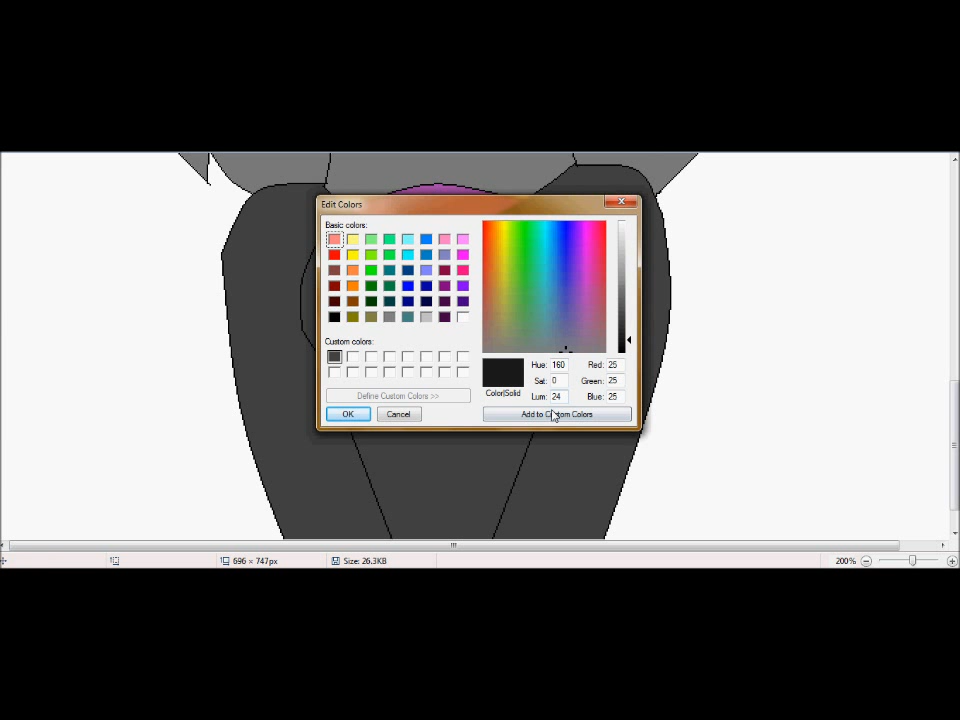 Edit Colors
Basic colors:
Custom colors:
Define Custom Colors >>
OK
Cancel
Color|Solid
Hue: 160
Sat: 0
Lum: 24
Red: 25
Green: 25
Blue: 25
Add to Custom Colors
696 × 747px
Size: 26.3KB
200%